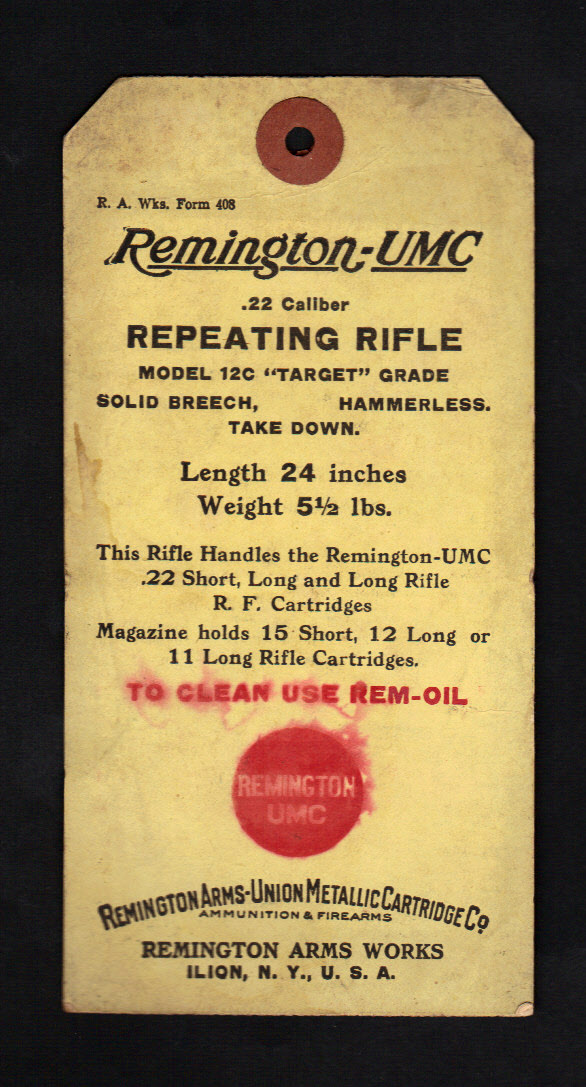 R. A. Wks. Form 408
Remington-UMC
.22 Caliber
REPEATING RIFLE
MODEL 12C “TARGET” GRADE
SOLID BREECH, HAMMERLESS.
TAKE DOWN.
Length 24 inches
Weight 5½ lbs.
This Rifle Handles the Remington-UMC
.22 Short, Long and Long Rifle
R. F. Cartridges
Magazine holds 15 Short, 12 Long or
11 Long Rifle Cartridges.
TO CLEAN USE REM-OIL
REMINGTON
UMC
REMINGTON ARMS-UNION METALLIC CARTRIDGE Co
AMMUNITION & FIREARMS
REMINGTON ARMS WORKS
ILION, N. Y., U. S. A.